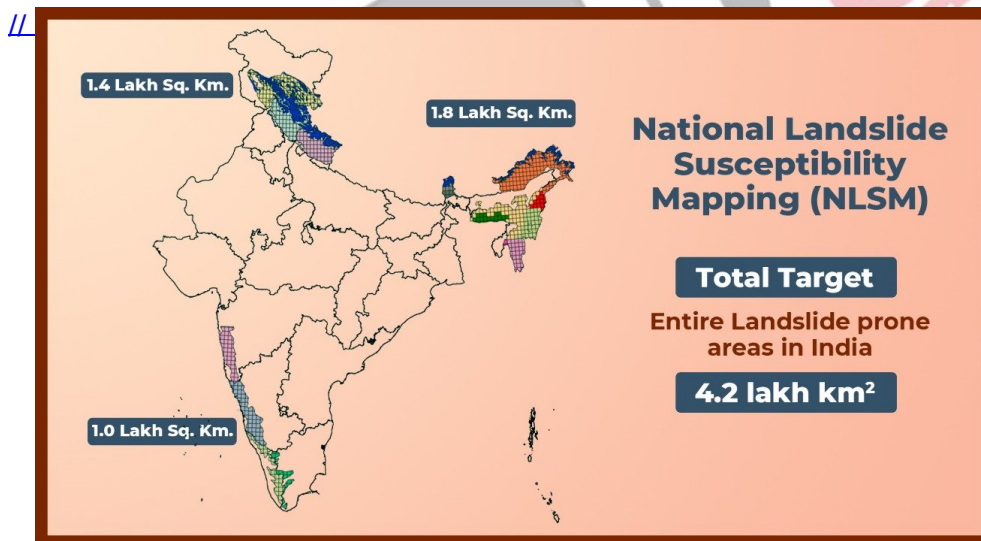 //
1.4 Lakh Sq. Km.
1.8 Lakh Sq. Km.
National Landslide
Susceptibility
Mapping (NLSM)
Total Target
Entire Landslide prone
areas in India
4.2 lakh km²
1.0 Lakh Sq. Km.